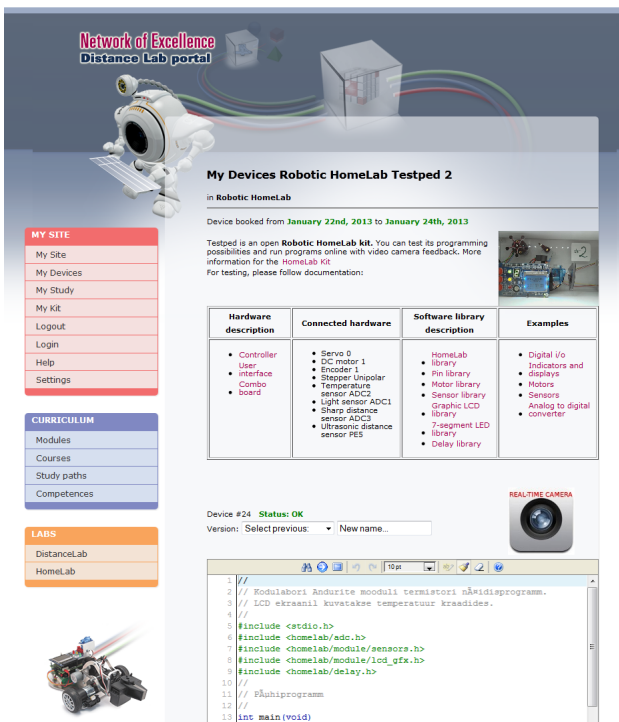 Network of Excellence
Distance Lab portal
My Devices Robotic HomeLab Testped 2
in Robotic HomeLab
Device booked from January 22nd, 2013 to January 24th, 2013
Testped is an open Robotic HomeLab kit. You can test its programming
possibilities and run programs online with video camera feedback. More
information for the HomeLab Kit
For testing, please follow documentation:
#2
MY SITE
My Site
My Devices
My Study
My Kit
Logout
Login
Help
Settings
CURRICULUM
Modules
Courses
Study paths
Competences
LABS
DistanceLab
HomeLab
Hardware
description
Connected hardware
Software library
description
Examples
Controller
User
interface
Combo
board
Servo 0
DC motor 1
Encoder 1
Stepper Unipolar
Temperature
sensor ADC2
Light sensor ADC1
Sharp distance
sensor ADC3
Ultrasonic distance
sensor PE5
HomeLab
library
Pin library
Motor library
Sensor library
Graphic LCD
library
7-segment LED
library
Delay library
Digital i/o
Indicators and
displays
Motors
Sensors
Analog to digital
converter
REAL-TIME CAMERA
Device #24 Status: OK
Version: Select previous: New name...
10 pt
1 //
2 // Kodulabori Andurite mooduli termistori nÃ¤idisprogramm.
3 // LCD ekraanil kuvatakse temperatuur kraadides.
4 //
5 #include <stdio.h>
6 #include <homelab/adc.h>
7 #include <homelab/module/sensors.h>
8 #include <homelab/module/lcd_gfx.h>
9 #include <homelab/delay.h>
10 //
11 // PÃµhiprogramm
12 //
13 int main(void)